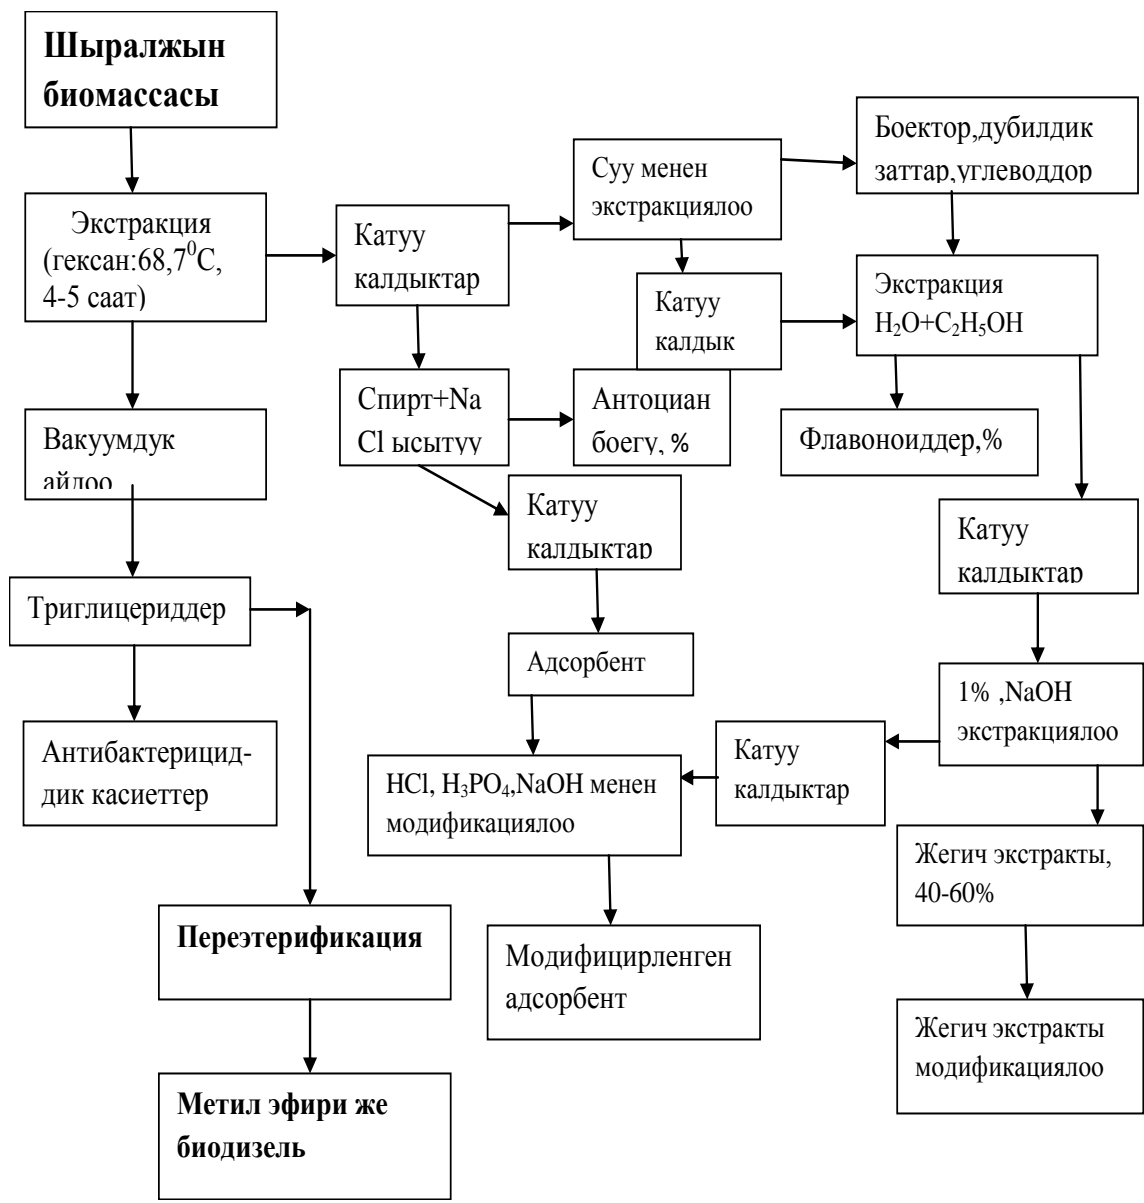 Шыралжын
биомассасы
Экстракция
(гексан:68,7⁰С,
4-5 саат)
Вакуумдук
айдоо
Триглицериддер
Антибактерицид-
дик касиеттер
Переэтерификация
Метил эфири же
биодизель
Катуу
калдыктар
Спирт+Na
Cl ысытуу
Антоциан
боегу, %
Катуу
калдыктар
Адсорбент
HCl, H₃PO₄,NaOH менен
модификациялоо
Модифицирленген
адсорбент
Суу менен
экстракциялоо
Катуу
калдык
Боектор,дубилдик
заттар,углеводдор
Экстракция
H₂O+C₂H₅OH
Флавоноиддер,%
Катуу
калдыктар
1% ,NaOH
экстракциялоо
Катуу
калдыктар
Жегич экстракты,
40-60%
Жегич экстракты
модификациялоо